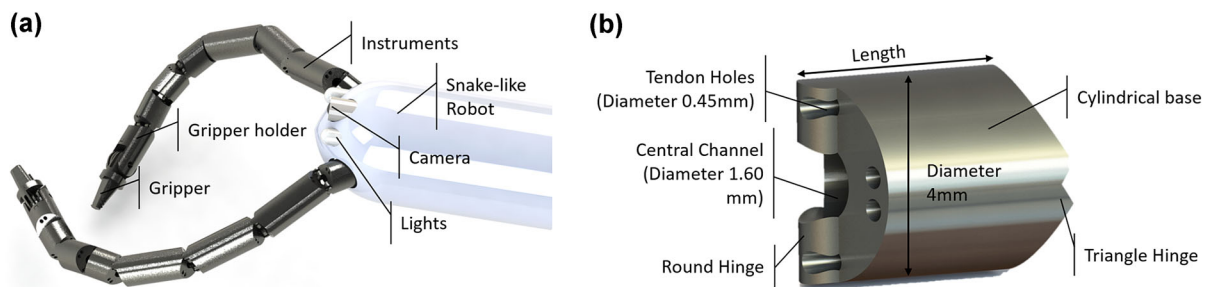 (a)
Instruments
Snake-like
Robot
Gripper holder
Camera
Gripper
Lights
(b)
Length
Tendon Holes
(Diameter 0.45mm)
Cylindrical base
Central Channel
(Diameter 1.60
mm)
Diameter
4mm
Round Hinge
Triangle Hinge